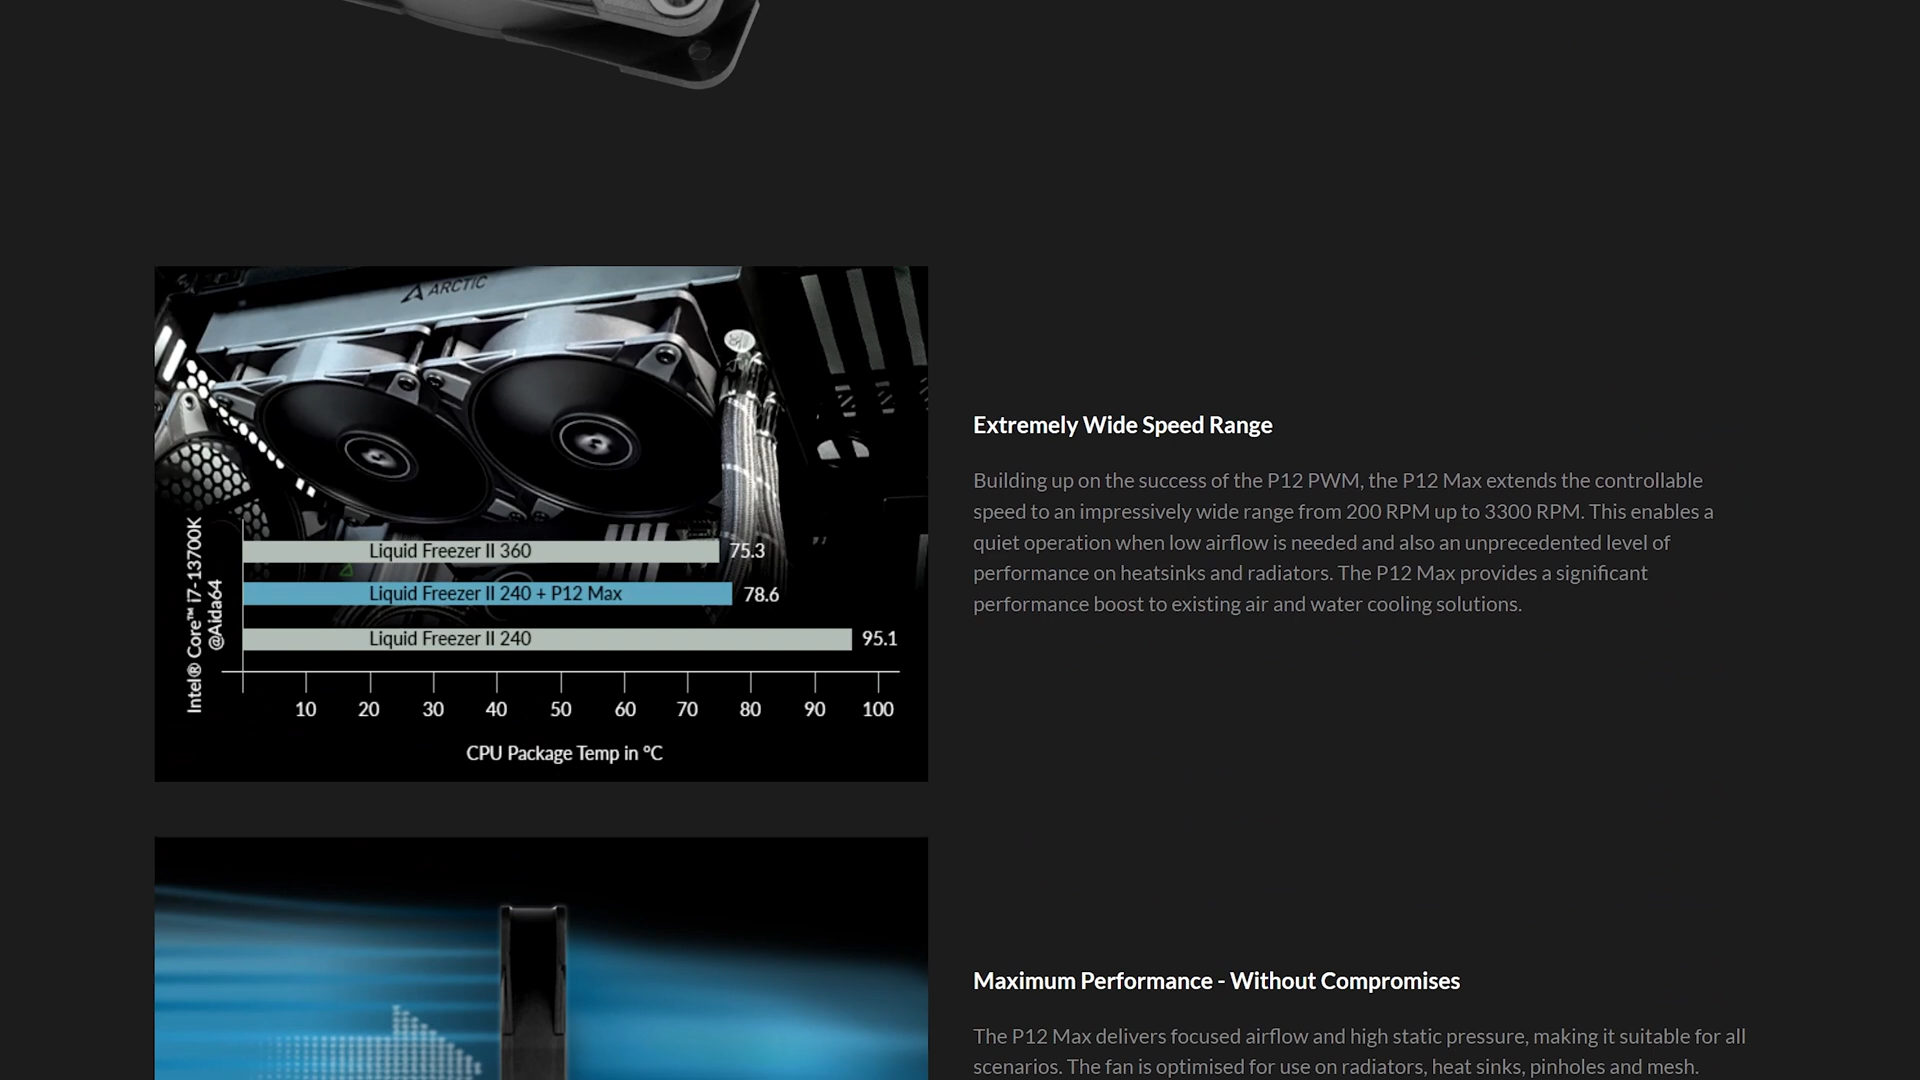 ARCTIC
Intel® Core™ i7-13700K
@Aida64
Liquid Freezer II 360
75.3
Liquid Freezer II 240 + P12 Max
78.6
Liquid Freezer II 240
95.1
10 20 30 40 50 60 70 80 90 100
CPU Package Temp in °C
Extremely Wide Speed Range
Building up on the success of the P12 PWM, the P12 Max extends the controllable
speed to an impressively wide range from 200 RPM up to 3300 RPM. This enables a
quiet operation when low airflow is needed and also an unprecedented level of
performance on heatsinks and radiators. The P12 Max provides a significant
performance boost to existing air and water cooling solutions.
Maximum Performance - Without Compromises
The P12 Max delivers focused airflow and high static pressure, making it suitable for all
scenarios. The fan is optimised for use on radiators, heat sinks, pinholes and mesh.